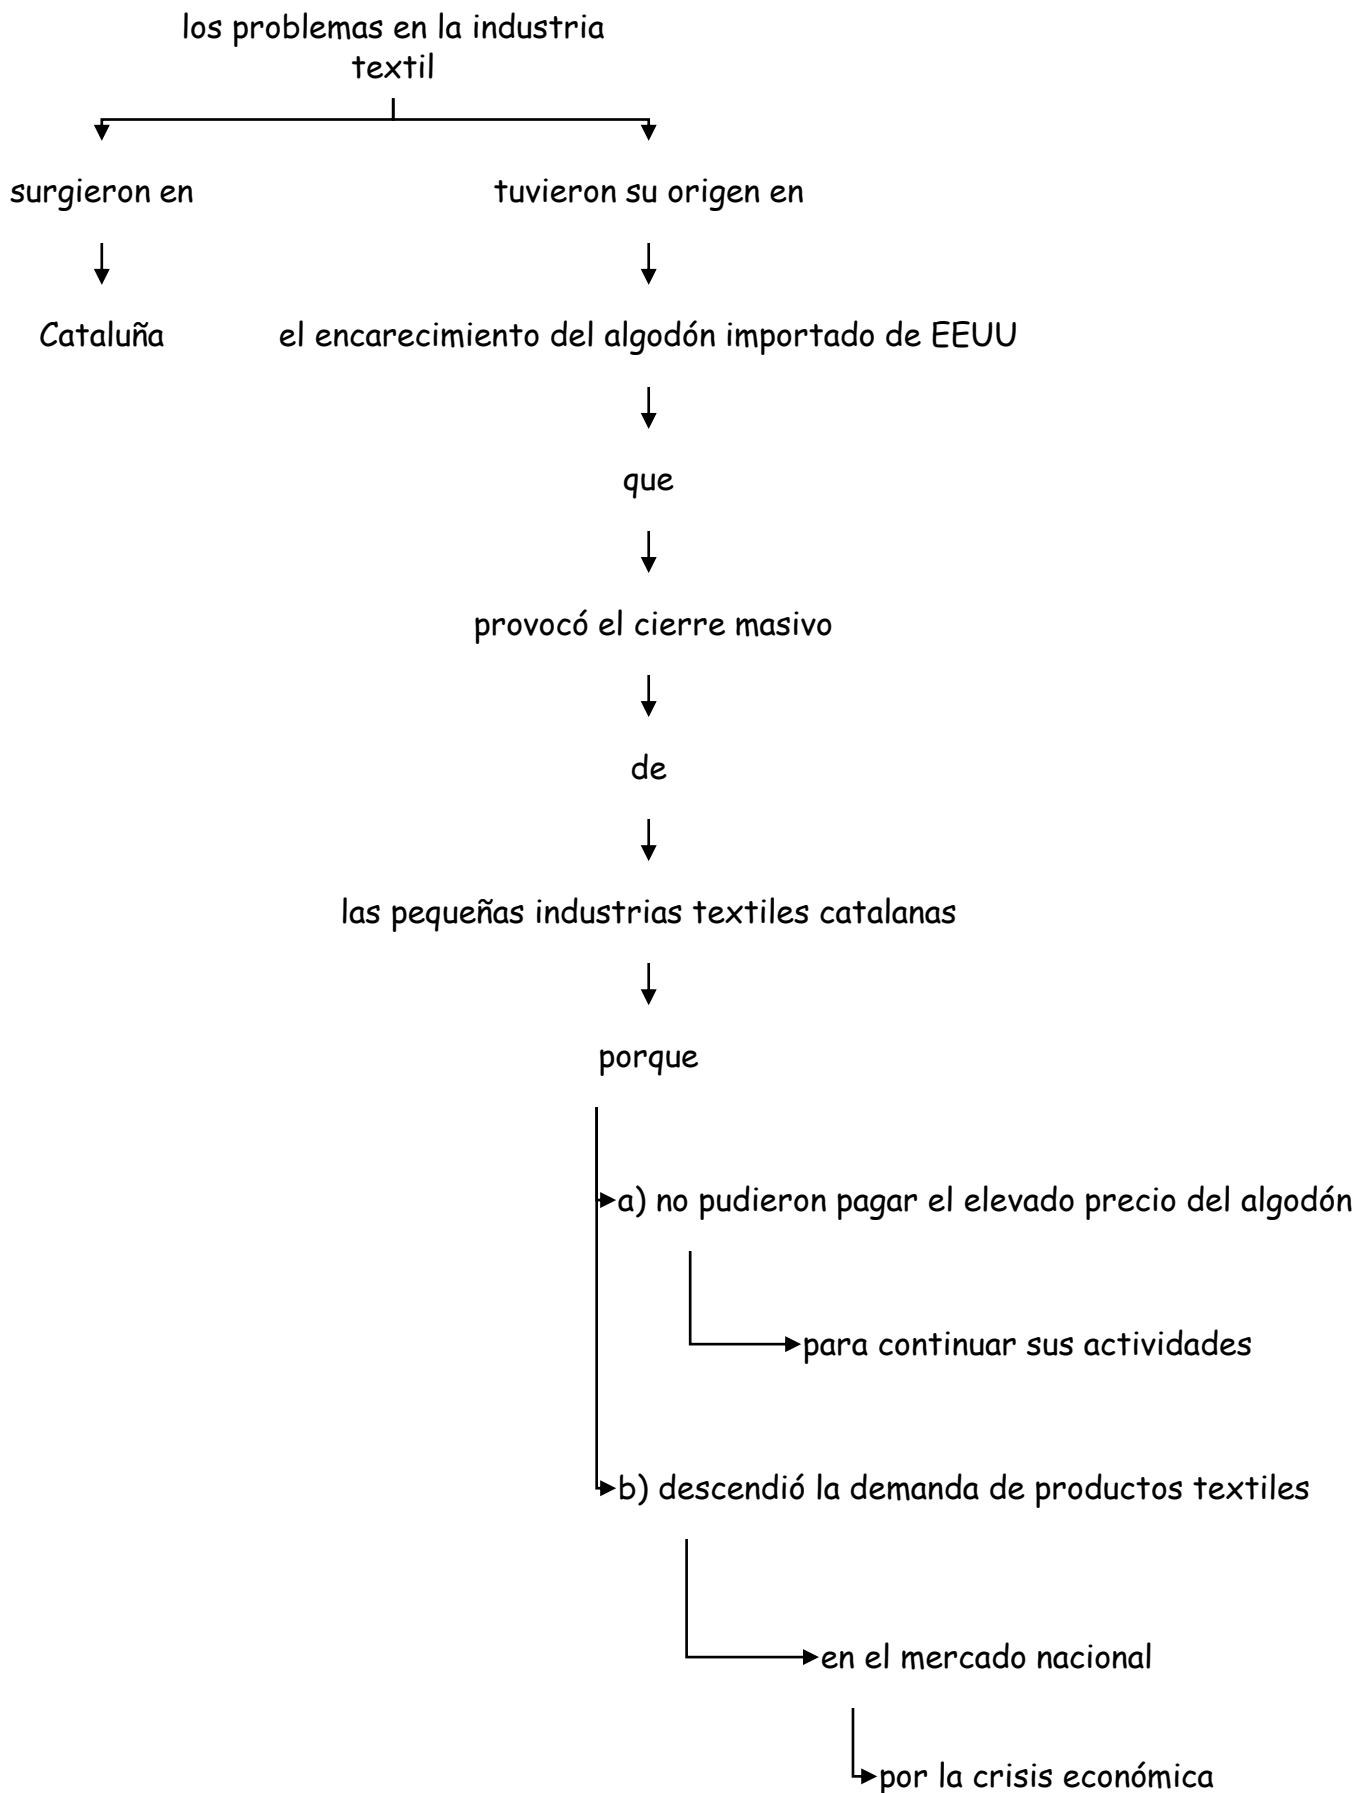 los problemas en la industria
textil
surgieron en
tuvieron su origen en
Cataluña
el encarecimiento del algodón importado de EEUU
que
provocó el cierre masivo
de
las pequeñas industrias textiles catalanas
porque
a) no pudieron pagar el elevado precio del algodón
para continuar sus actividades
b) descendió la demanda de productos textiles
en el mercado nacional
por la crisis económica